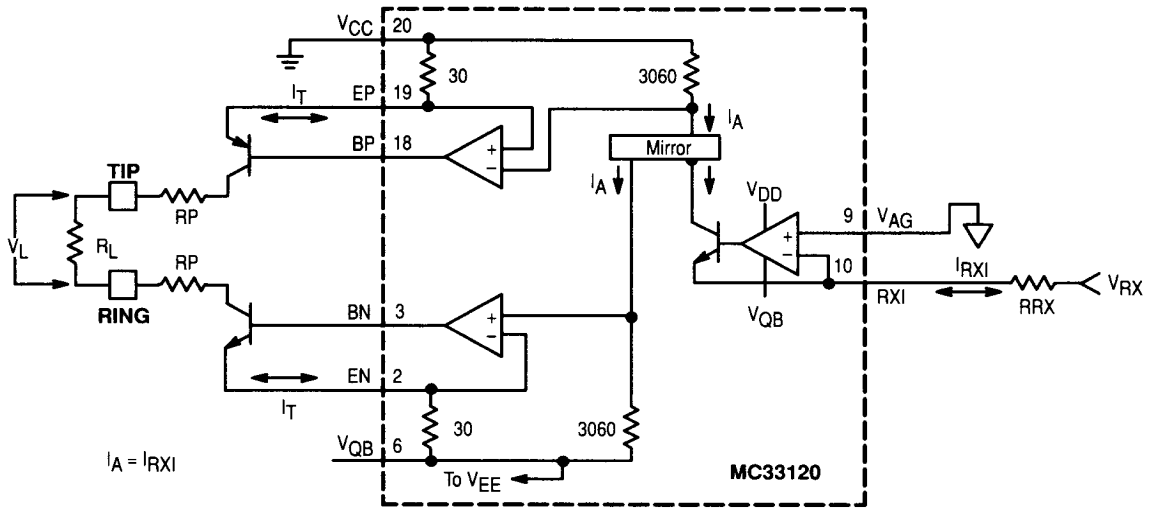 VCC 20
30
3060
IT
EP 19
IA
BP 18
+
−
Mirror
IA
TIP
RP
VDD
9 VAG
+
−
VL
RL
RP
10
IRXI
VRX
RXI
RRX
RING
VQB
BN 3
+
−
EN 2
IT
30
3060
IA = IRXI
VQB 6
To VEE
MC33120